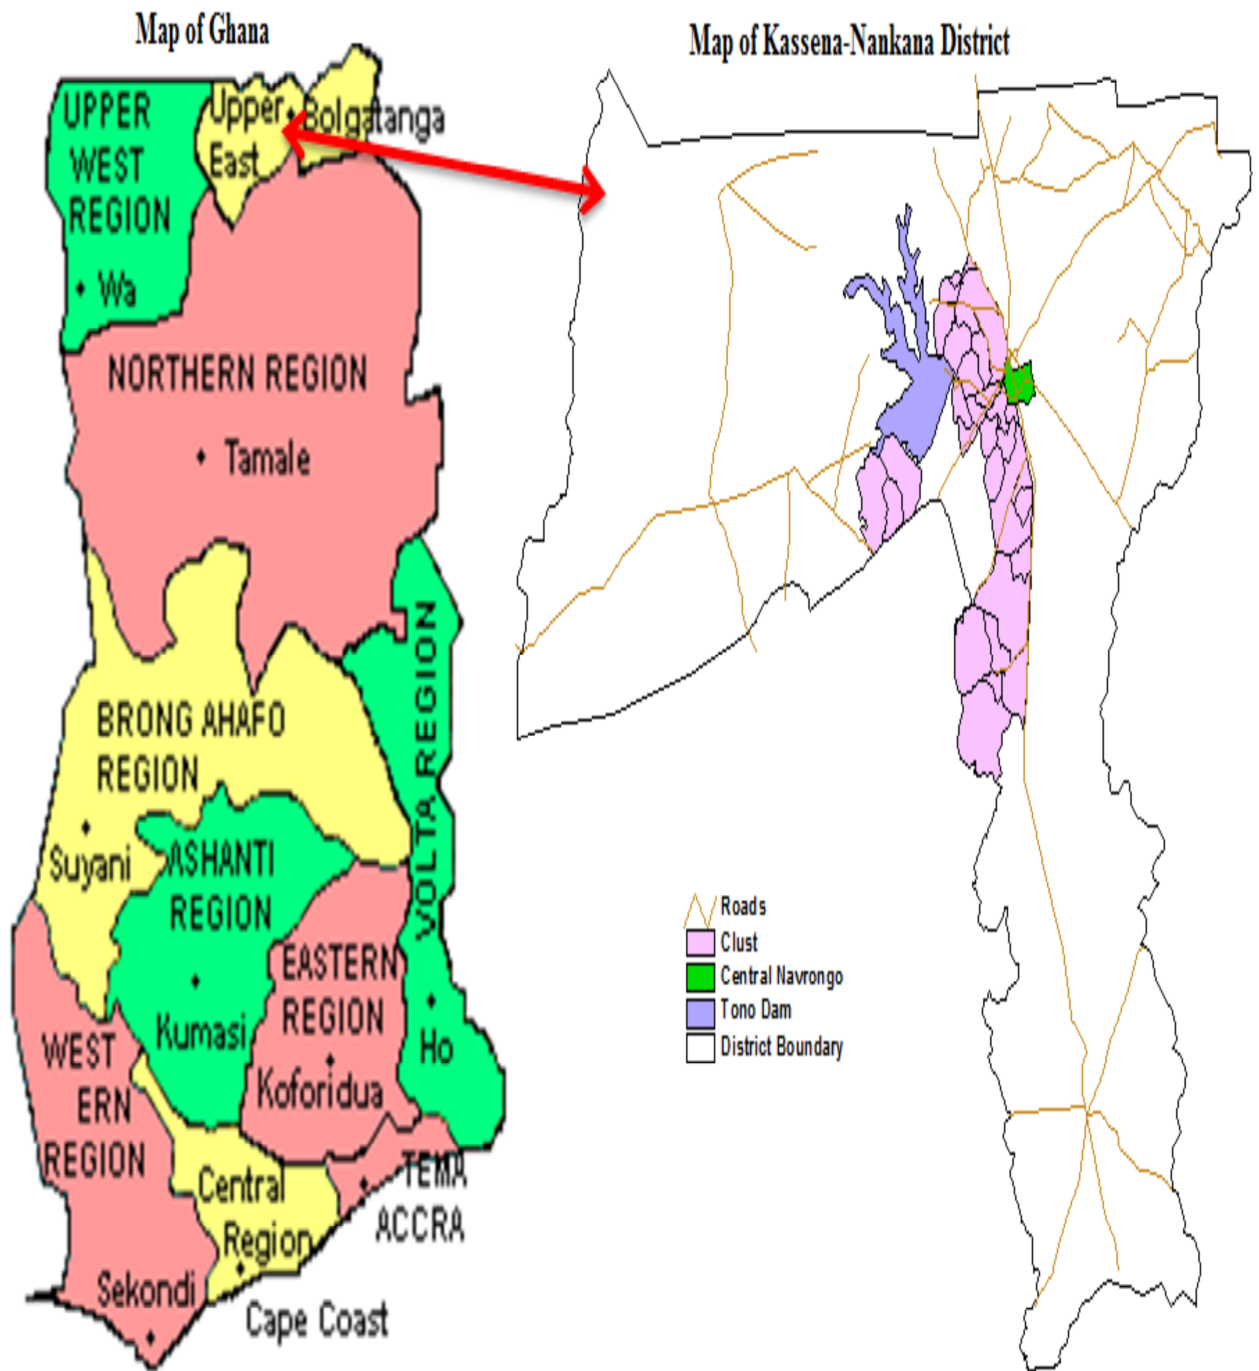 Map of Ghana
Map of Kassena-Nankana District
UPPER
WEST
REGION
Wa
Upper
East
Bolgatanga
NORTHERN REGION
Tamale
BRONG AHAFO
REGION
Suyani
VOLTA REGION
Ho
ASHANTI
REGION
Kumasi
EASTERN
REGION
Koforidua
WEST
ERN
REGION
Sekondi
Central
Region
Cape Coast
TEMA
ACCRA
Roads
Clust
Central Navrongo
Tono Dam
District Boundary